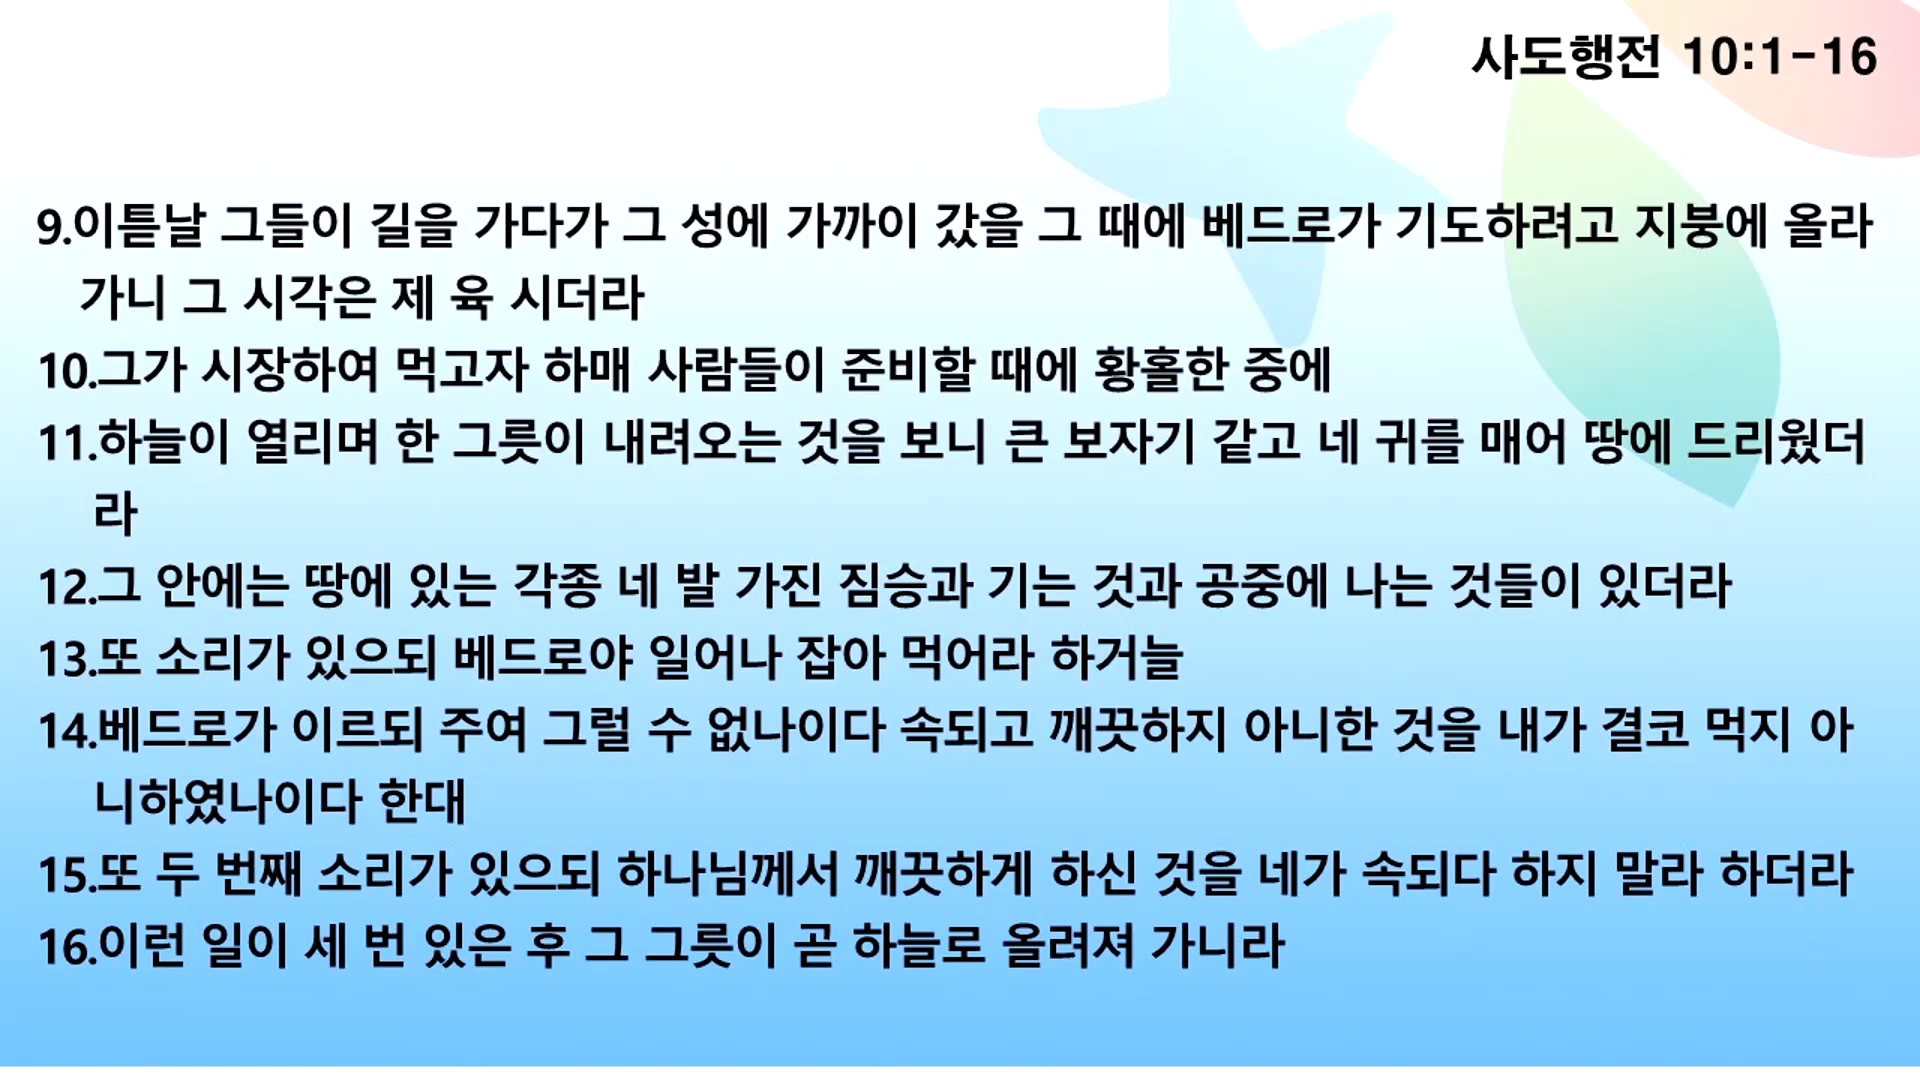 사도행전 10:1-16
9.이튿날 그들이 길을 가다가 그 성에 가까이 갔을 그 때에 베드로가 기도하려고 지붕에 올라
가니 그 시각은 제 육 시더라
10.그가 시장하여 먹고자 하매 사람들이 준비할 때에 황홀한 중에
11.하늘이 열리며 한 그릇이 내려오는 것을 보니 큰 보자기 같고 네 귀를 매어 땅에 드리웠더
라
12.그 안에는 땅에 있는 각종 네 발 가진 짐승과 기는 것과 공중에 나는 것들이 있더라
13.또 소리가 있으되 베드로야 일어나 잡아 먹어라 하거늘
14.베드로가 이르되 주여 그럴 수 없나이다 속되고 깨끗하지 아니한 것을 내가 결코 먹지 아
니하였나이다 한대
15.또 두 번째 소리가 있으되 하나님께서 깨끗하게 하신 것을 네가 속되다 하지 말라 하더라
16.이런 일이 세 번 있은 후 그 그릇이 곧 하늘로 올려져 가니라